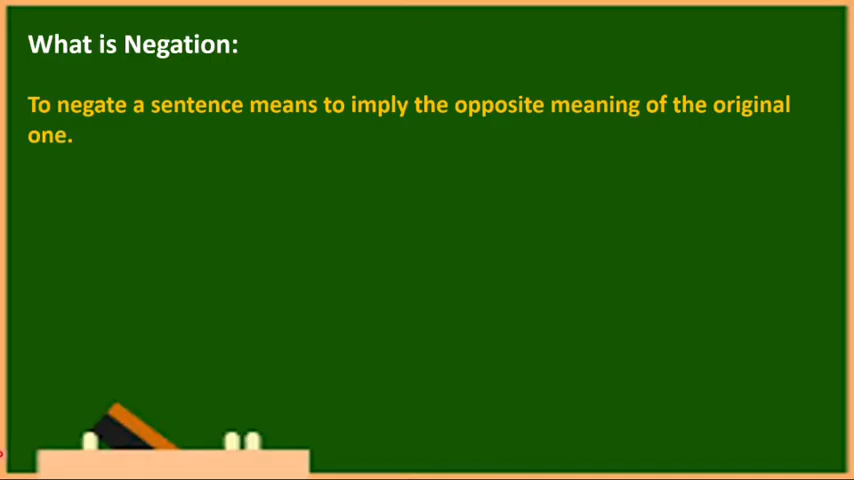 What is Negation:
To negate a sentence means to imply the opposite meaning of the original
one.